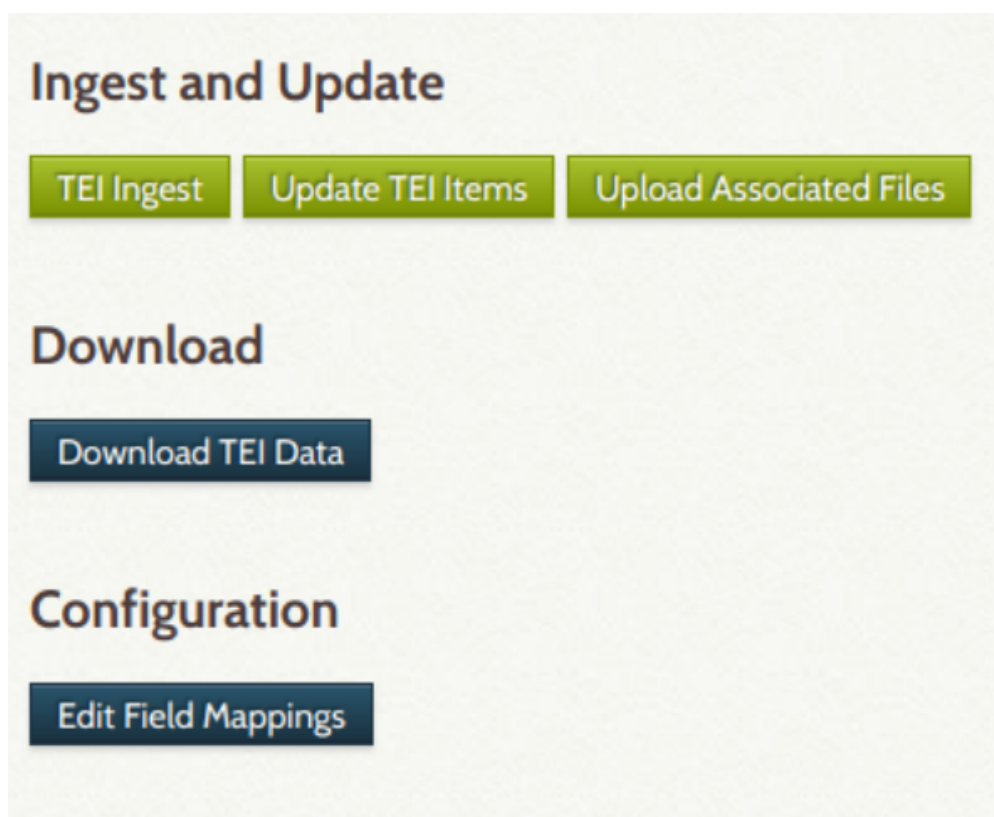 Ingest and Update
TEI Ingest Update TEI Items Upload Associated Files
Download
Download TEI Data
Configuration
Edit Field Mappings